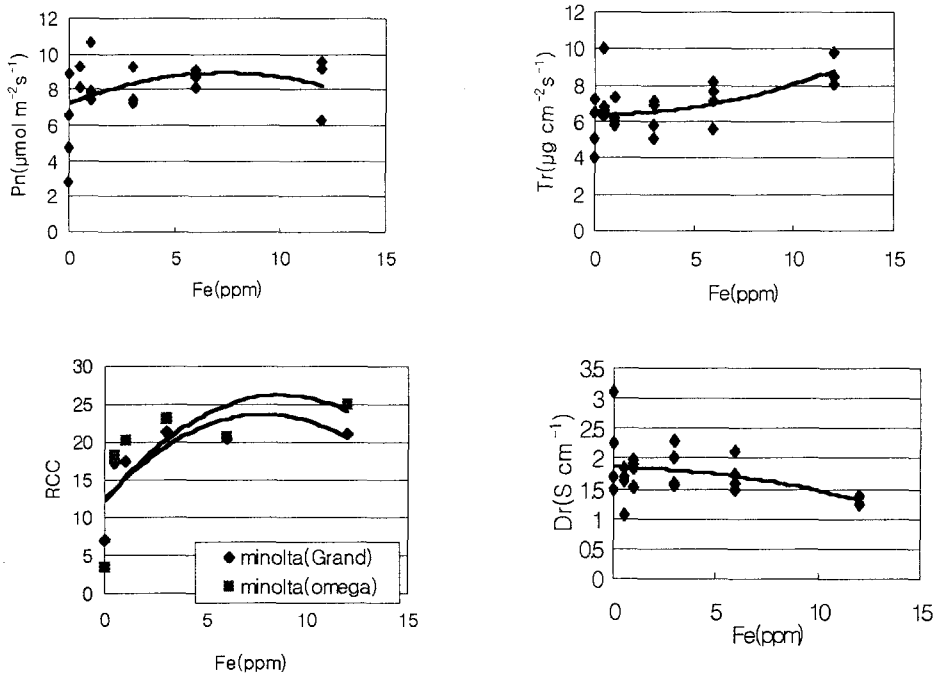 12
10
8
6
4
2
0
Pn(μmol m⁻²s⁻¹)
0 5 10 15
Fe(ppm)
12
10
8
6
4
2
0
Tr(μg cm⁻²s⁻¹)
0 5 10 15
Fe(ppm)
30
25
20
15
10
5
0
RCC
minolta(Grand)
minolta(omega)
0 5 10 15
Fe(ppm)
3.5
3
2.5
2
1.5
1
0.5
0
Dr(S cm⁻¹)
0 5 10 15
Fe(ppm)